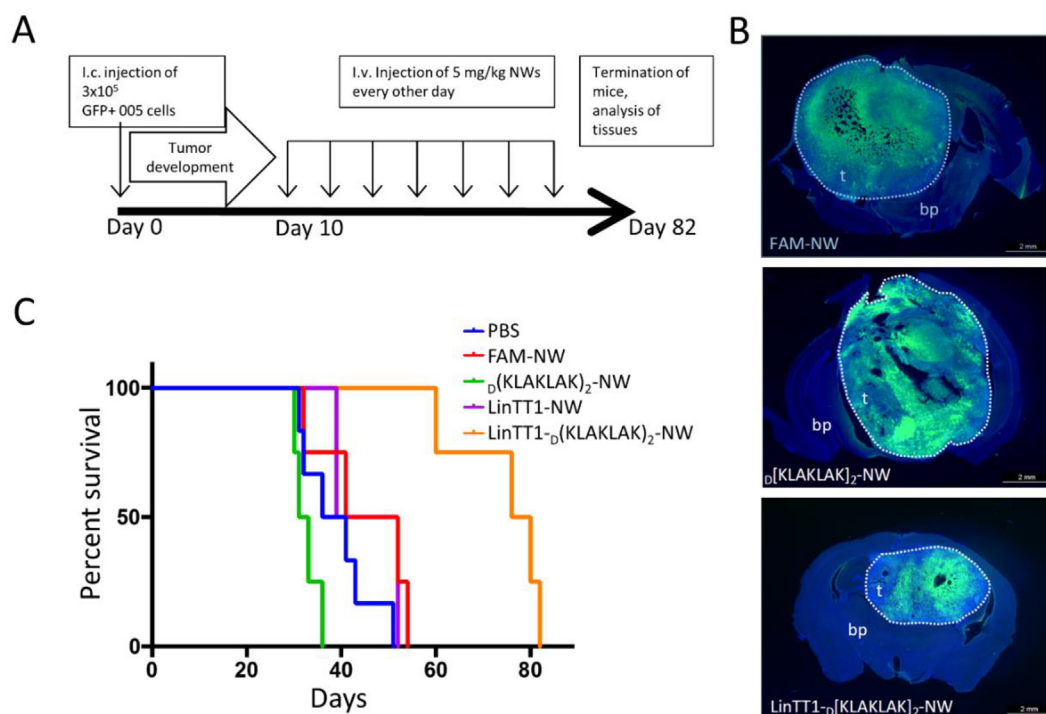 A
I.c. injection of
3x10⁵
GFP+ 005 cells
I.v. Injection of 5 mg/kg NWs
every other day
Termination of
mice,
analysis of
tissues
Tumor
development
Day 0
Day 10
Day 82
B
t
bp
FAM-NW
2 mm
t
bp
D[KLAKLAK]₂-NW
2 mm
t
bp
LinTT1-D[KLAKLAK]₂-NW
2 mm
C
PBS
FAM-NW
D(KLAKLAK)₂-NW
LinTT1-NW
LinTT1-D(KLAKLAK)₂-NW
Percent survival
100
50
0
0 20 40 60 80
Days